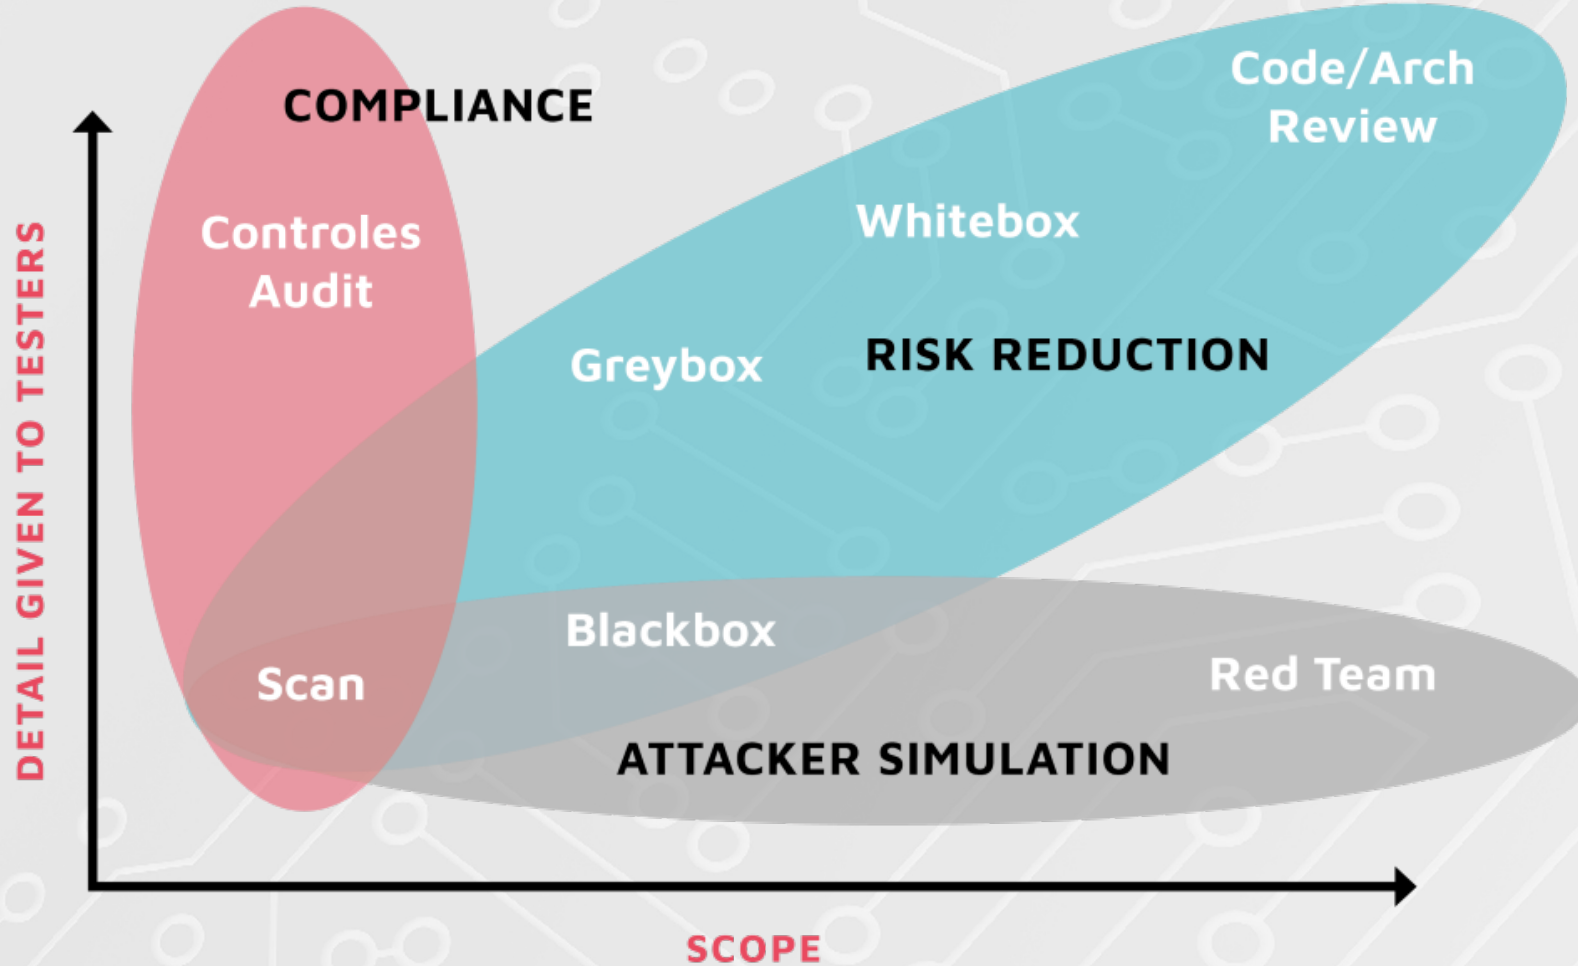 COMPLIANCE
Code/Arch
Review
Controles
Audit
Whitebox
Greybox
RISK REDUCTION
Blackbox
Scan
Red Team
ATTACKER SIMULATION
DETAIL GIVEN TO TESTERS
SCOPE